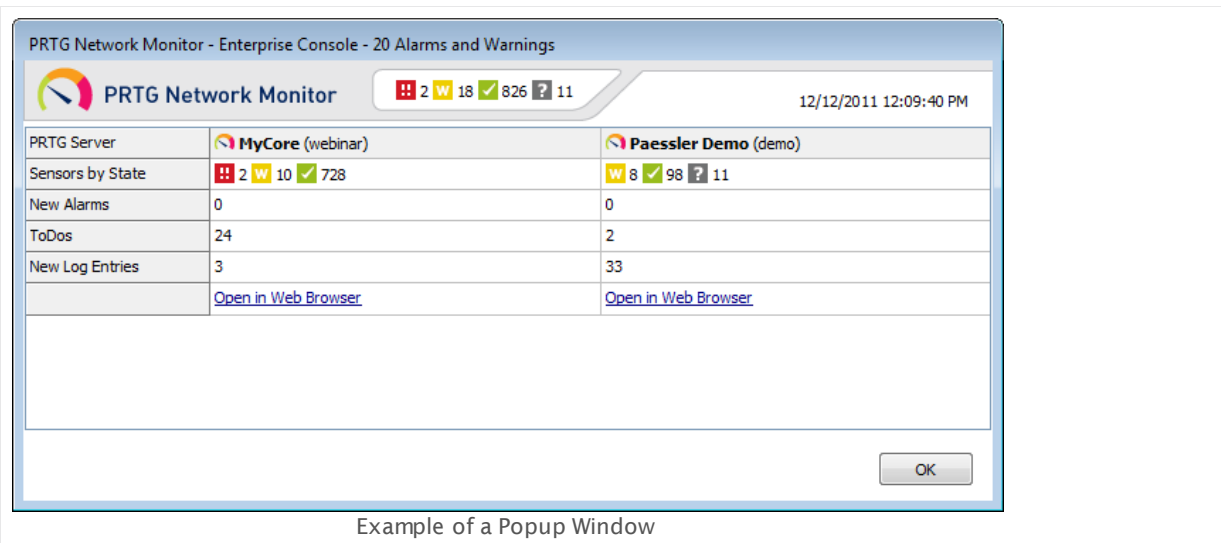 PRTG Network Monitor - Enterprise Console - 20 Alarms and Warnings
PRTG Network Monitor !! 2 W 18 826 ? 11 12/12/2011 12:09:40 PM
PRTG Server MyCore (webinar) Paessler Demo (demo)
Sensors by State !! 2 W 10 728 W 8 98 ? 11
New Alarms 0 0
ToDos 24 2
New Log Entries 3 33
Open in Web Browser Open in Web Browser
OK
Example of a Popup Window